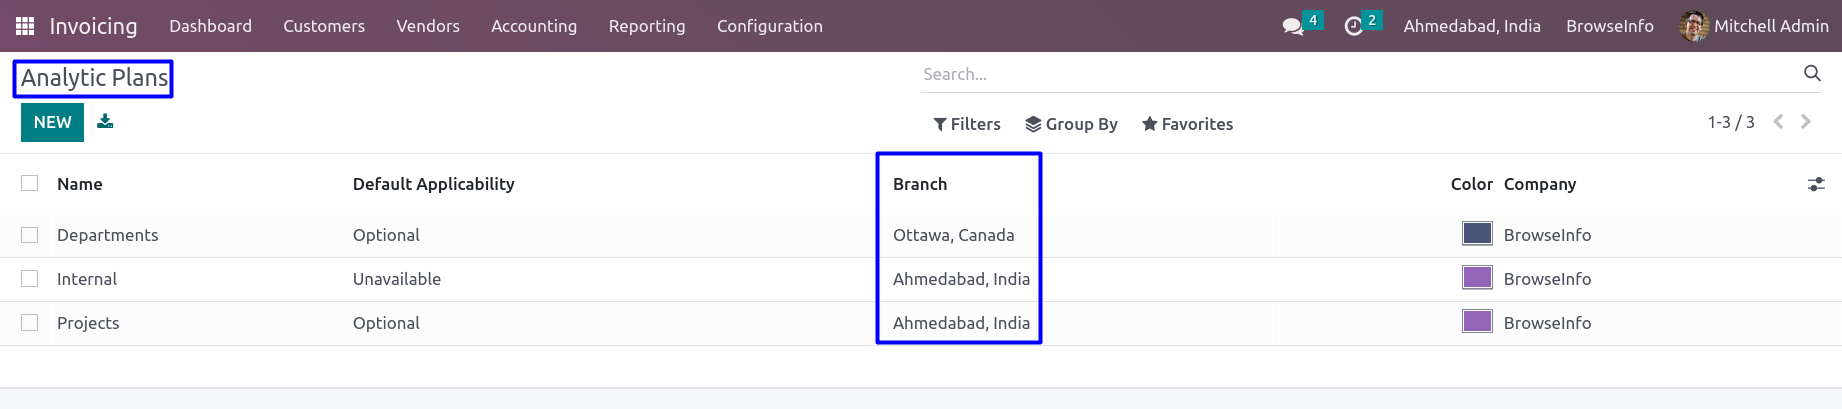 Invoicing Dashboard Customers Vendors Accounting Reporting Configuration 4 2 Ahmedabad, India BrowseInfo Mitchell Admin
Analytic Plans Search...
NEW Filters Group By Favorites 1-3 / 3
Name Default Applicability Branch Color Company
Departments Optional Ottawa, Canada BrowseInfo
Internal Unavailable Ahmedabad, India BrowseInfo
Projects Optional Ahmedabad, India BrowseInfo